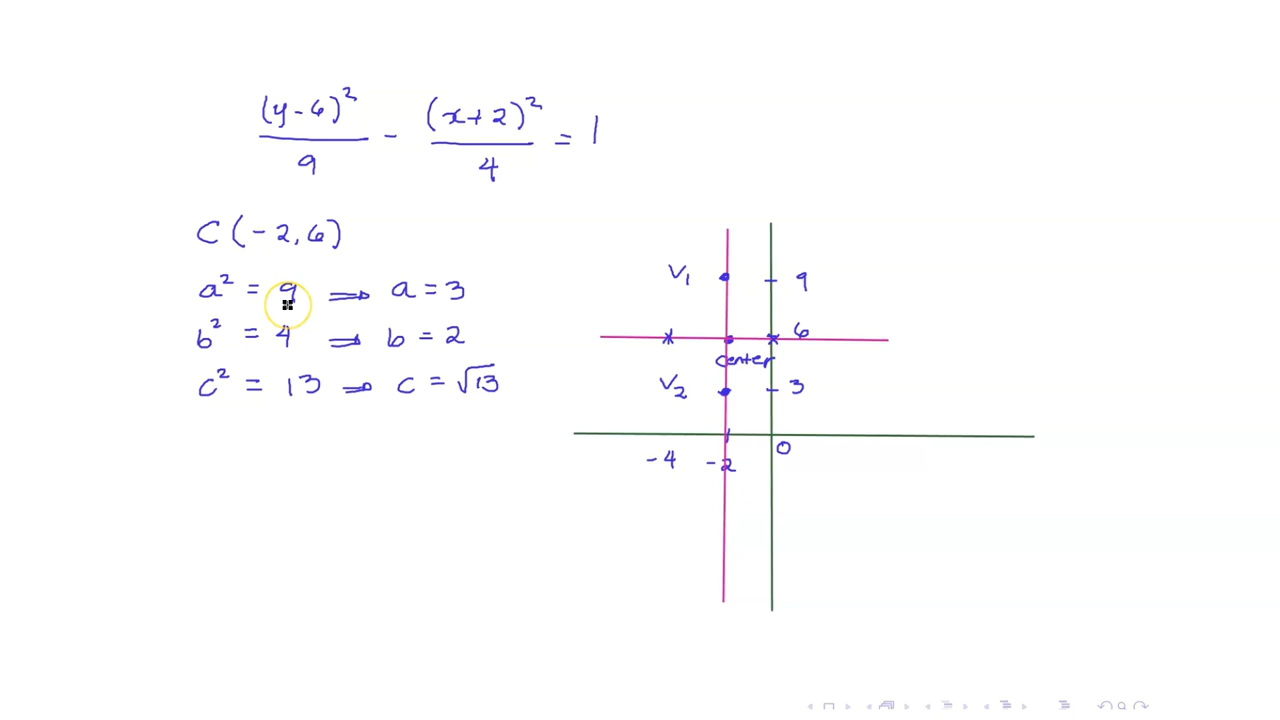 (y-6)² / 9 - (x+2)² / 4 = 1
C (-2, 6)
a² = 9 ⇒ a = 3
b² = 4 ⇒ b = 2
c² = 13 ⇒ c = √13
V₁ 9
6
center
V₂ 3
0
-4 -2